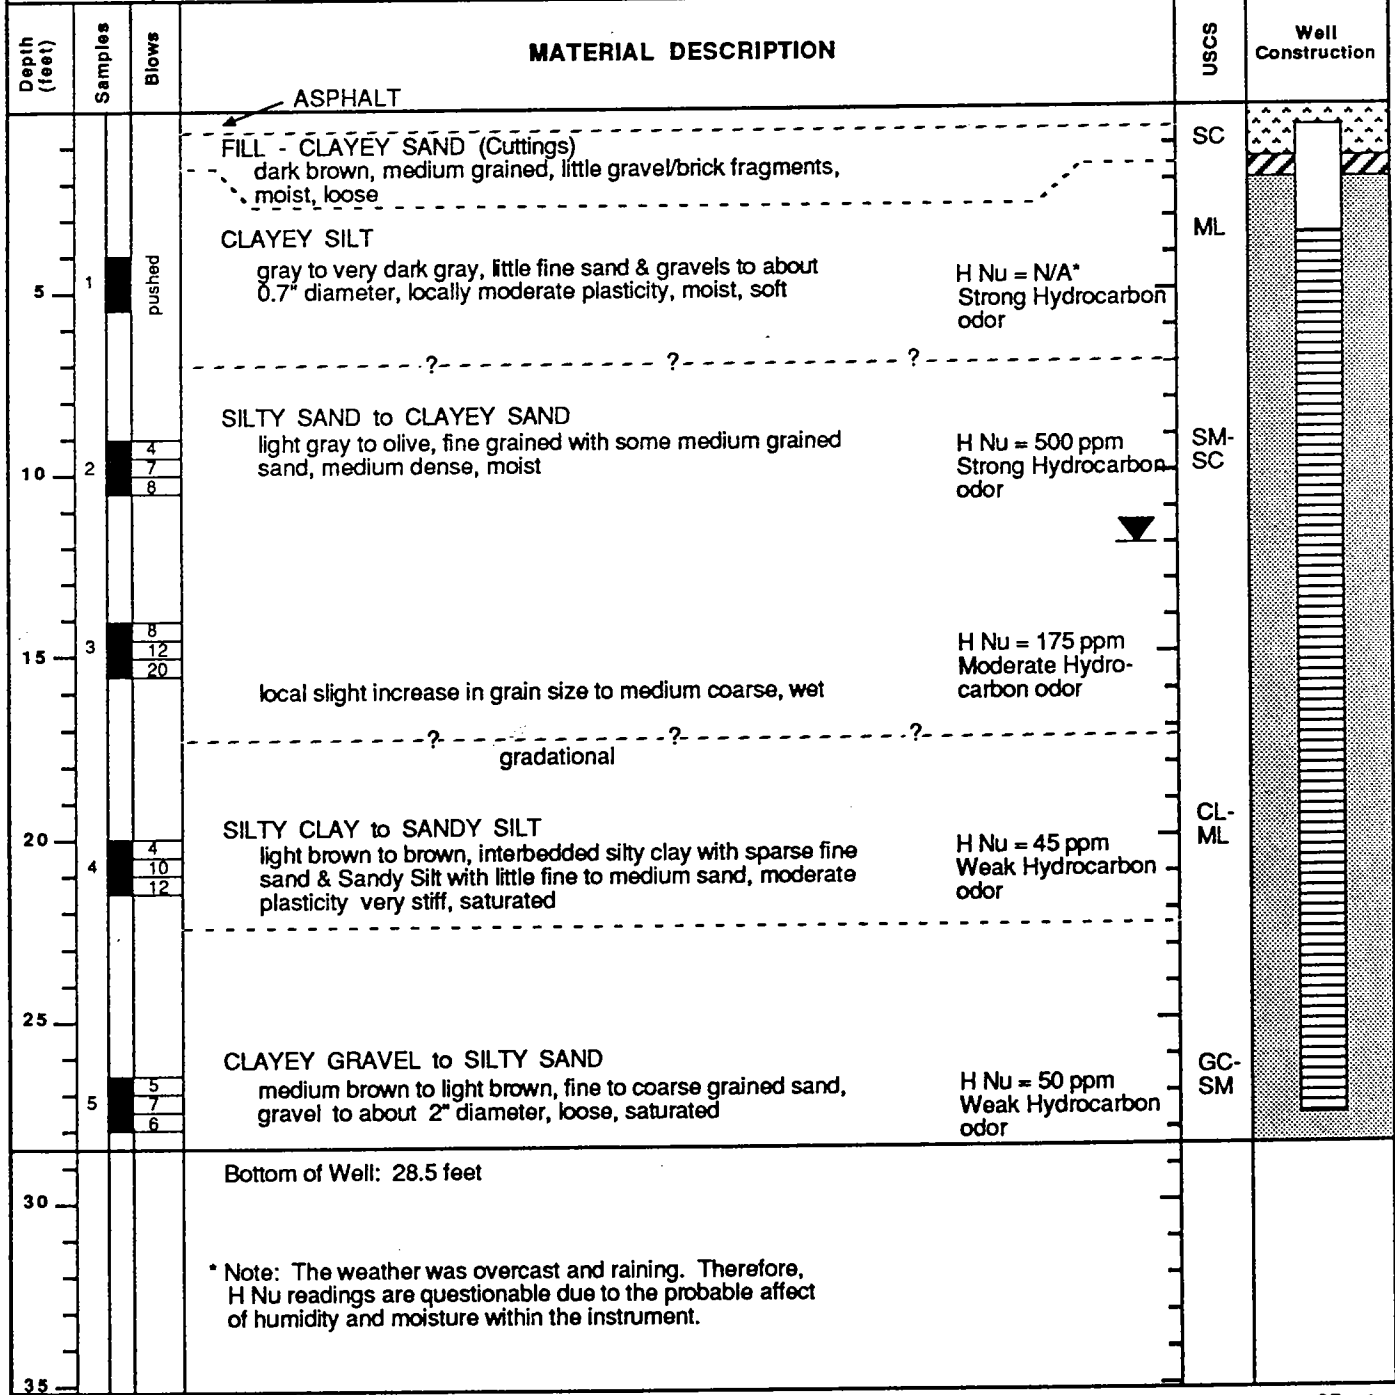 Depth (feet)
Samples
Blows
MATERIAL DESCRIPTION
USCS
Well Construction
ASPHALT
FILL - CLAYEY SAND (Cuttings)
dark brown, medium grained, little gravel/brick fragments,
moist, loose
SC
CLAYEY SILT
ML
gray to very dark gray, little fine sand & gravels to about
0.7" diameter, locally moderate plasticity, moist, soft
H Nu = N/A*
Strong Hydrocarbon
odor
5
1
pushed
?
?
?
SILTY SAND to CLAYEY SAND
light gray to olive, fine grained with some medium grained
sand, medium dense, moist
H Nu = 500 ppm
Strong Hydrocarbon
odor
SM-
SC
10
2
4
7
8
15
3
8
12
20
H Nu = 175 ppm
Moderate Hydro-
carbon odor
local slight increase in grain size to medium coarse, wet
?
?
?
gradational
SILTY CLAY to SANDY SILT
light brown to brown, interbedded silty clay with sparse fine
sand & Sandy Silt with little fine to medium sand, moderate
plasticity very stiff, saturated
H Nu = 45 ppm
Weak Hydrocarbon
odor
CL-
ML
20
4
4
10
12
25
CLAYEY GRAVEL to SILTY SAND
medium brown to light brown, fine to coarse grained sand,
gravel to about 2" diameter, loose, saturated
H Nu = 50 ppm
Weak Hydrocarbon
odor
GC-
SM
5
5
7
6
Bottom of Well: 28.5 feet
30
* Note: The weather was overcast and raining. Therefore,
H Nu readings are questionable due to the probable affect
of humidity and moisture within the instrument.
35